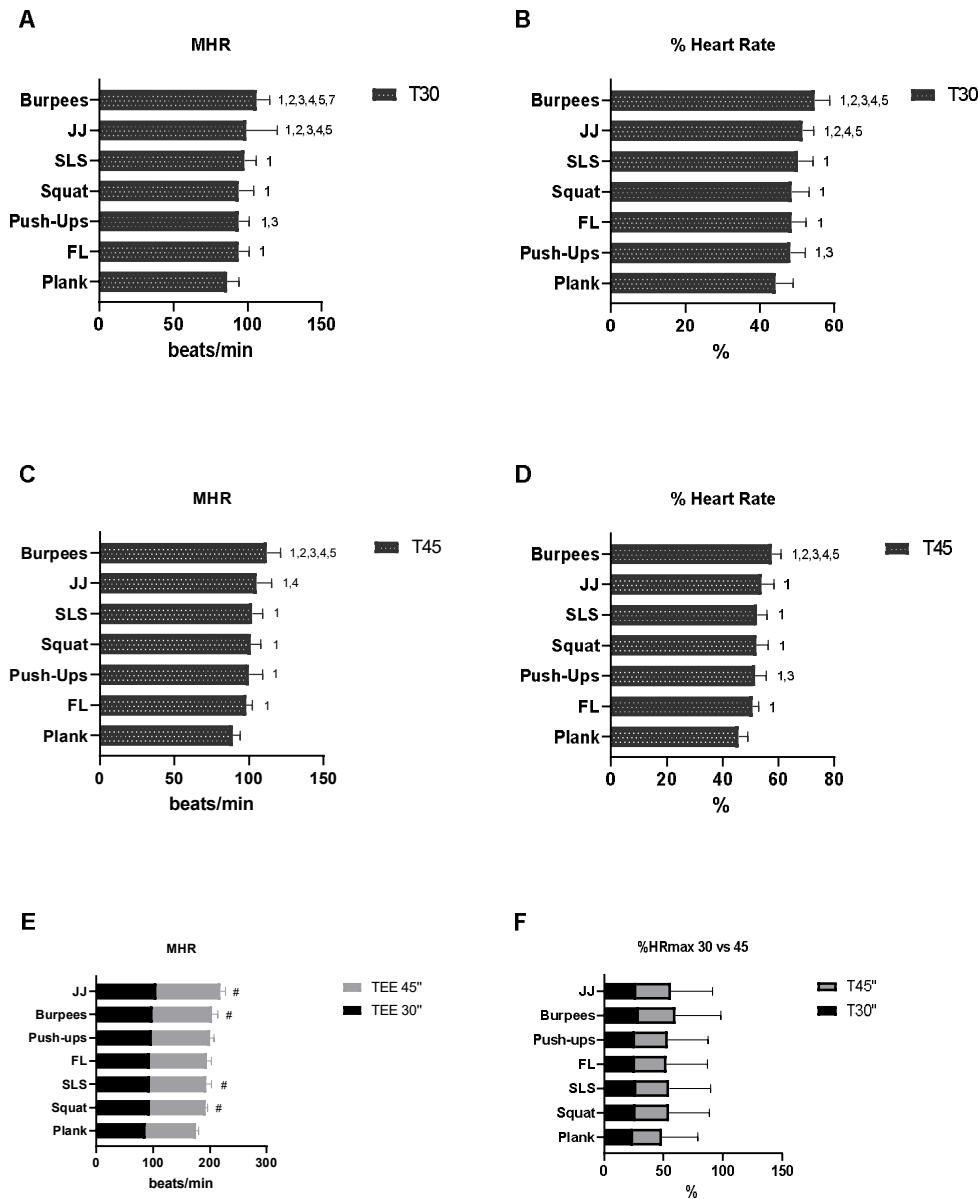 A
MHR
Burpees 1,2,3,4,5,7
JJ 1,2,3,4,5
SLS 1
Squat 1
Push-Ups 1,3
FL 1
Plank
0 50 100 150
beats/min
T30
B
% Heart Rate
Burpees 1,2,3,4,5
JJ 1,2,4,5
SLS 1
Squat 1
FL 1
Push-Ups 1,3
Plank
0 20 40 60
%
T30
C
MHR
Burpees 1,2,3,4,5
JJ 1,4
SLS 1
Squat 1
Push-Ups 1
FL 1
Plank
0 50 100 150
beats/min
T45
D
% Heart Rate
Burpees 1,2,3,4,5
JJ 1
SLS 1
Squat 1
Push-Ups 1,3
FL 1
Plank
0 20 40 60 80
%
T45
E
MHR
JJ #
Burpees #
Push-ups
FL
SLS #
Squat #
Plank
0 100 200 300
beats/min
TEE 45"
TEE 30"
F
%HRmax 30 vs 45
JJ
Burpees
Push-ups
FL
SLS
Squat
Plank
0 50 100 150
%
T45"
T30"